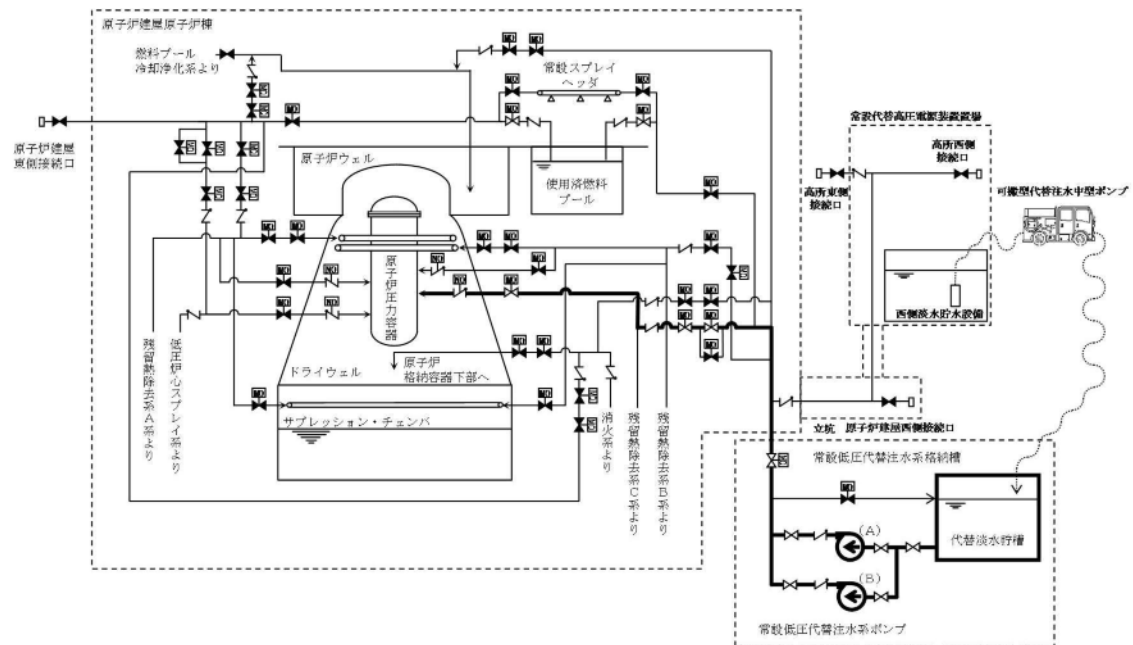 原子炉建屋原子炉棟
燃料プール
冷却浄化系より
常設スプレイ
ヘッダ
原子炉建屋
東側接続口
原子炉ウェル
使用済燃料
プール
常設代替高圧電源装置置場
高所西側
接続口
高所東側
接続口
可搬型代替注水中型ポンプ
西側淡水貯水設備
原子炉圧力容器
ドライウェル
原子炉
格納容器下部へ
サプレッション・チェンバ
残留熱除去系A系より
低圧炉心スプレイ系より
消火系より
残留熱除去系C系より
残留熱除去系B系より
立坑
原子炉建屋西側接続口
常設低圧代替注水系格納槽
代替淡水貯槽
(A)
(B)
常設低圧代替注水系ポンプ